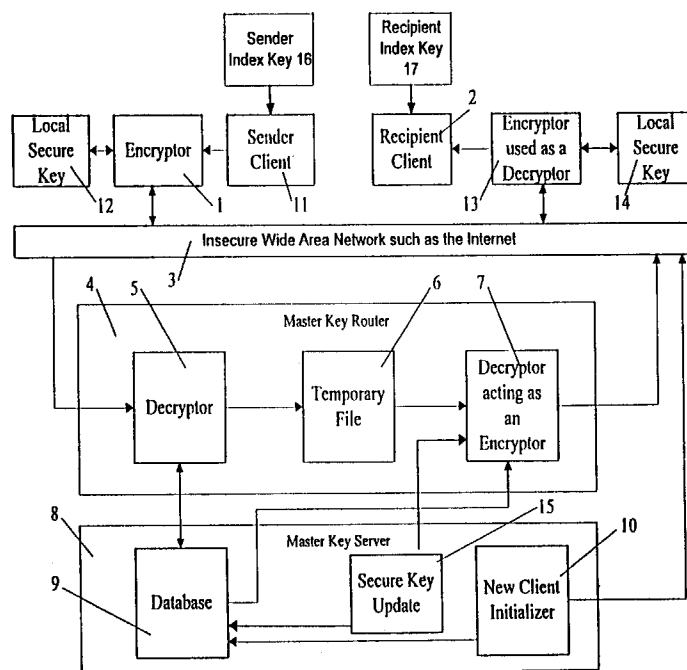 Sender
Index Key 16
Recipient
Index Key
17
2
Local
Secure
Key
Encryptor
Sender
Client
Recipient
Client
Encryptor
used as a
Decryptor
Local
Secure
Key
12
1
11
13
14
Insecure Wide Area Network such as the Internet
3
4
5
6
7
Master Key Router
Decryptor
Temporary
File
Decryptor
acting as
an
Encryptor
8
15
10
Master Key Server
9
Database
Secure Key
Update
New Client
Initializer